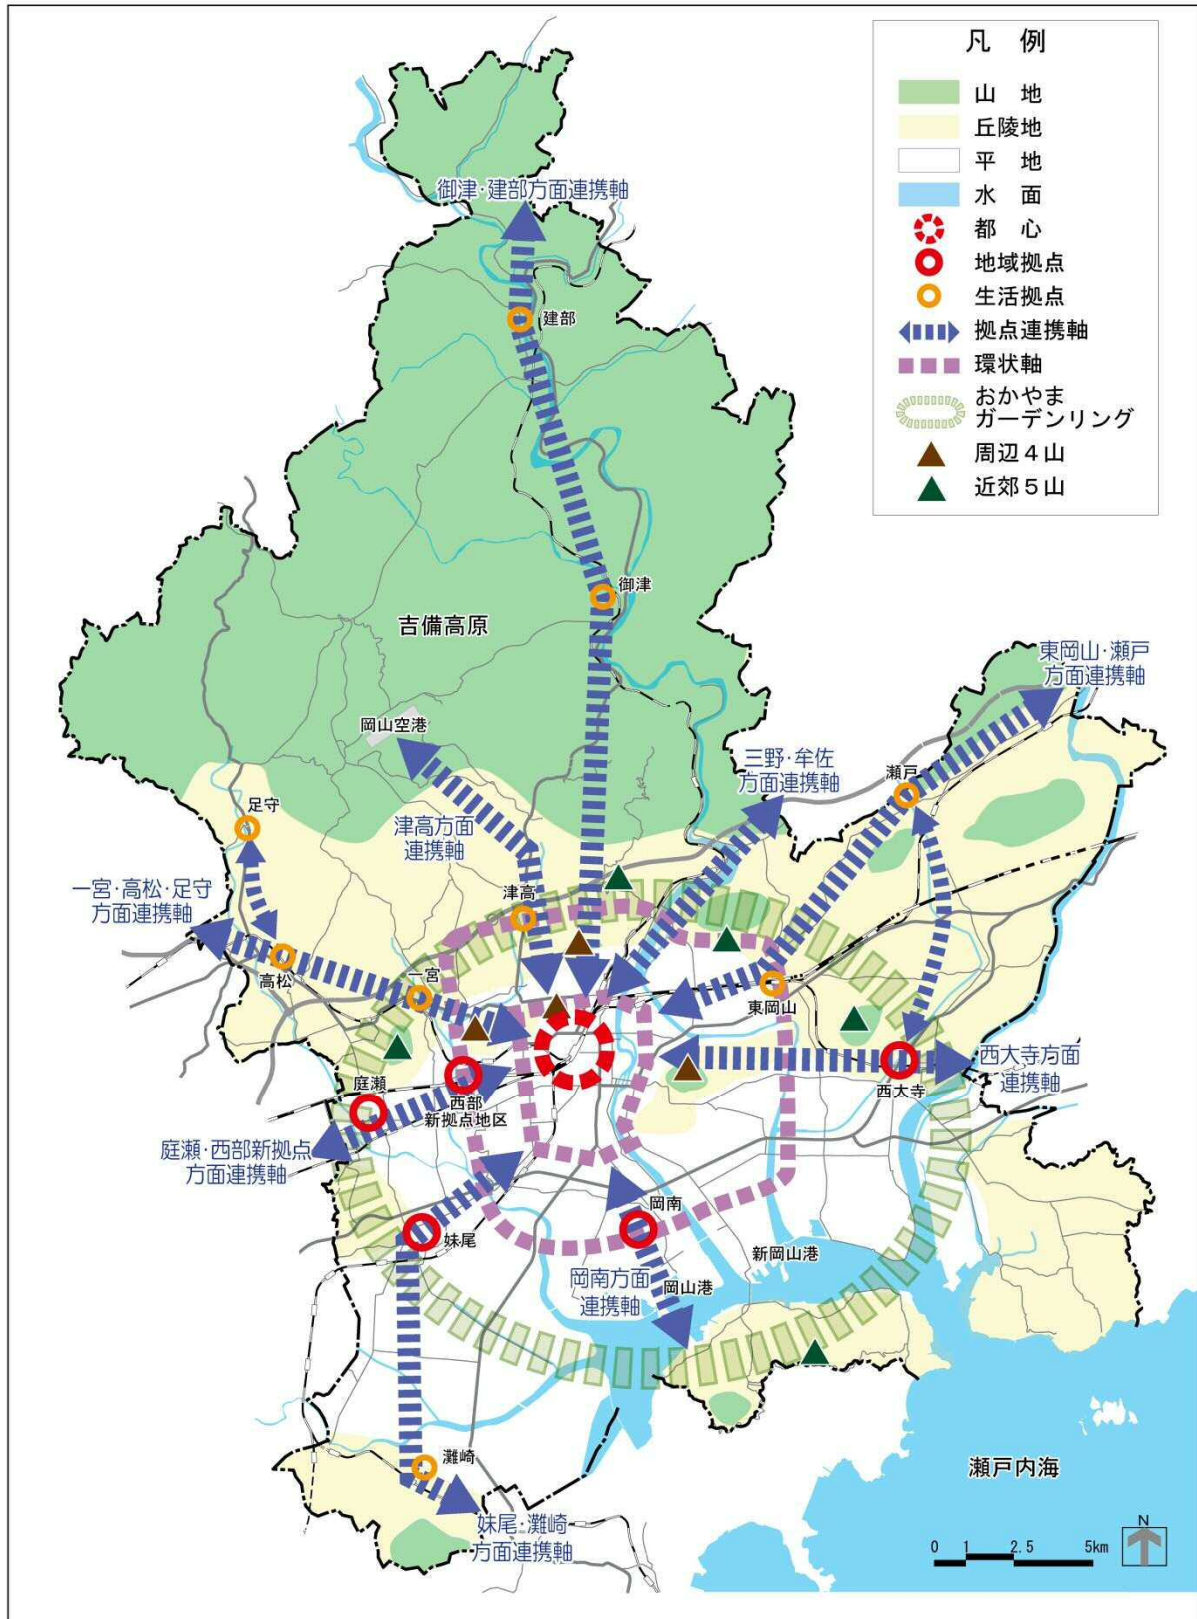 凡 例
山 地
丘陵地
平 地
水 面
都 心
地域拠点
生活拠点
拠点連携軸
環状軸
おかやま
ガーデンリング
周辺4山
近郊5山
御津・建部方面連携軸
建部
御津
吉備高原
東岡山・瀬戸
方面連携軸
岡山空港
三野・牟佐
方面連携軸
瀬戸
足守
津高方面
連携軸
一宮・高松・足守
方面連携軸
津高
高松
一宮
東岡山
西大寺方面
連携軸
西大寺
庭瀬
西部
新拠点地区
庭瀬・西部新拠点
方面連携軸
妹尾
岡南
新岡山港
岡南方面
連携軸
岡山港
灘崎
妹尾・灘崎
方面連携軸
瀬戸内海
N
0 1 2.5 5km